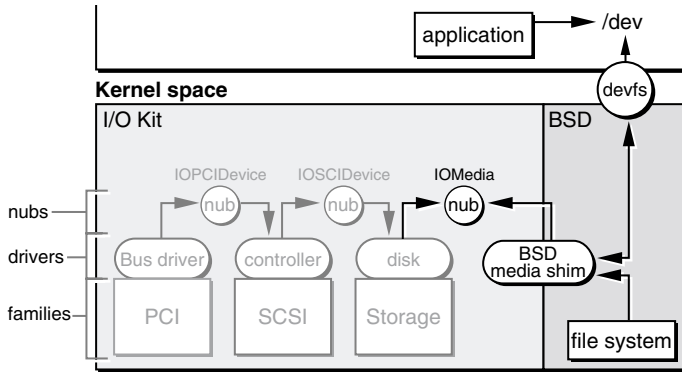 application
/dev
Kernel space
devfs
I/O Kit
BSD
IOPCIDevice
IOSCIDevice
IOMedia
nubs
nub
nub
nub
drivers
Bus driver
controller
disk
BSD
media shim
families
PCI
SCSI
Storage
file system